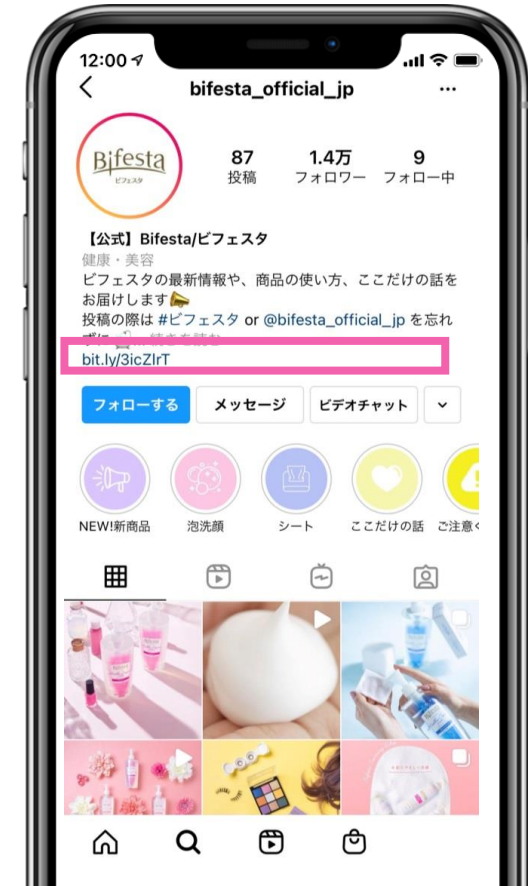 12:00
bifesta_official_jp
Bifesta
ビフェスタ
87
1.4万
9
投稿
フォロワー
フォロー中
【公式】Bifesta/ビフェスタ
健康・美容
ビフェスタの最新情報や、商品の使い方、ここだけの話を
お届けします
投稿の際は #ビフェスタ or @bifesta_official_jp を忘れ
ずに
続きを読む
bit.ly/3icZlrT
フォローする
メッセージ
ビデオチャット
NEW!新商品
泡洗顔
シート
ここだけの話
ご注意く
Bifesta